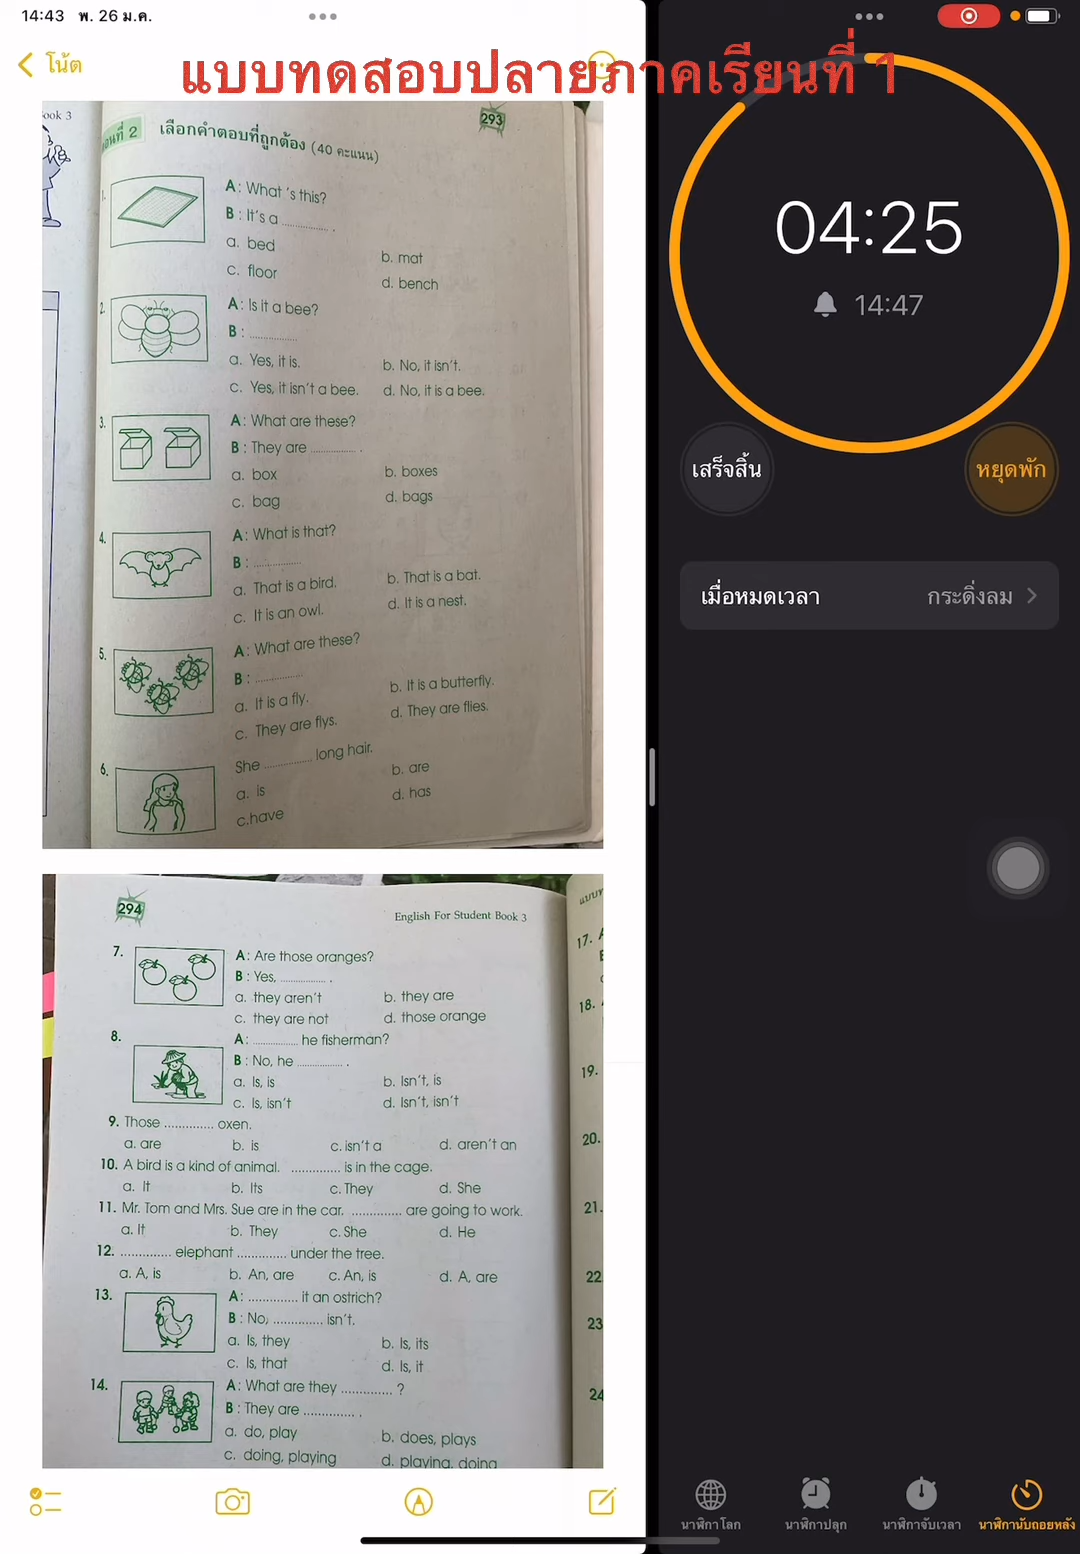 14:43 พ. 26 ม.ค.
โน้ต
แบบทดสอบปลายภาคเรียนที่ 1
ook 3
293
อนที่ 2 เลือกคำตอบที่ถูกต้อง (40 คะแนน)
1. A : What 's this?
B : It's a ............ .
a. bed b. mat
c. floor d. bench
2. A : Is it a bee?
B : ............
a. Yes, it is. b. No, it isn't.
c. Yes, it isn't a bee. d. No, it is a bee.
3. A : What are these?
B : They are ............ .
a. box b. boxes
c. bag d. bags
4. A : What is that?
B : ............
a. That is a bird. b. That is a bat.
c. It is an owl. d. It is a nest.
5. A : What are these?
B : ............
a. It is a fly. b. It is a butterfly.
c. They are flys. d. They are flies.
6. She ............ long hair.
a. is b. are
c.have d. has
294
English For Student Book 3
7. A : Are those oranges?
B : Yes, ............ .
a. they aren't b. they are
c. they are not d. those orange
8. A : ............ he fisherman?
B : No, he ............ .
a. Is, is b. Isn't, is
c. Is, isn't d. Isn't, isn't
9. Those ............ oxen.
a. are b. is c. isn't a d. aren't an
10. A bird is a kind of animal. ............ is in the cage.
a. It b. Its c. They d. She
11. Mr. Tom and Mrs. Sue are in the car. ............ are going to work.
a. It b. They c. She d. He
12. ............ elephant ............ under the tree.
a. A, is b. An, are c. An, is d. A, are
13. A : ............ it an ostrich?
B : No, ............ isn't.
a. Is, they b. Is, its
c. Is, that d. Is, it
14. A : What are they ............ ?
B : They are ............ .
a. do, play b. does, plays
c. doing, playing d. playing, doing
17.
18.
19.
20.
21.
22
23
24
04:25
14:47
เสร็จสิ้น
หยุดพัก
เมื่อหมดเวลา กระดิ่งลม
นาฬิกาโลก นาฬิกาปลุก นาฬิกาจับเวลา นาฬิกานับถอยหลัง